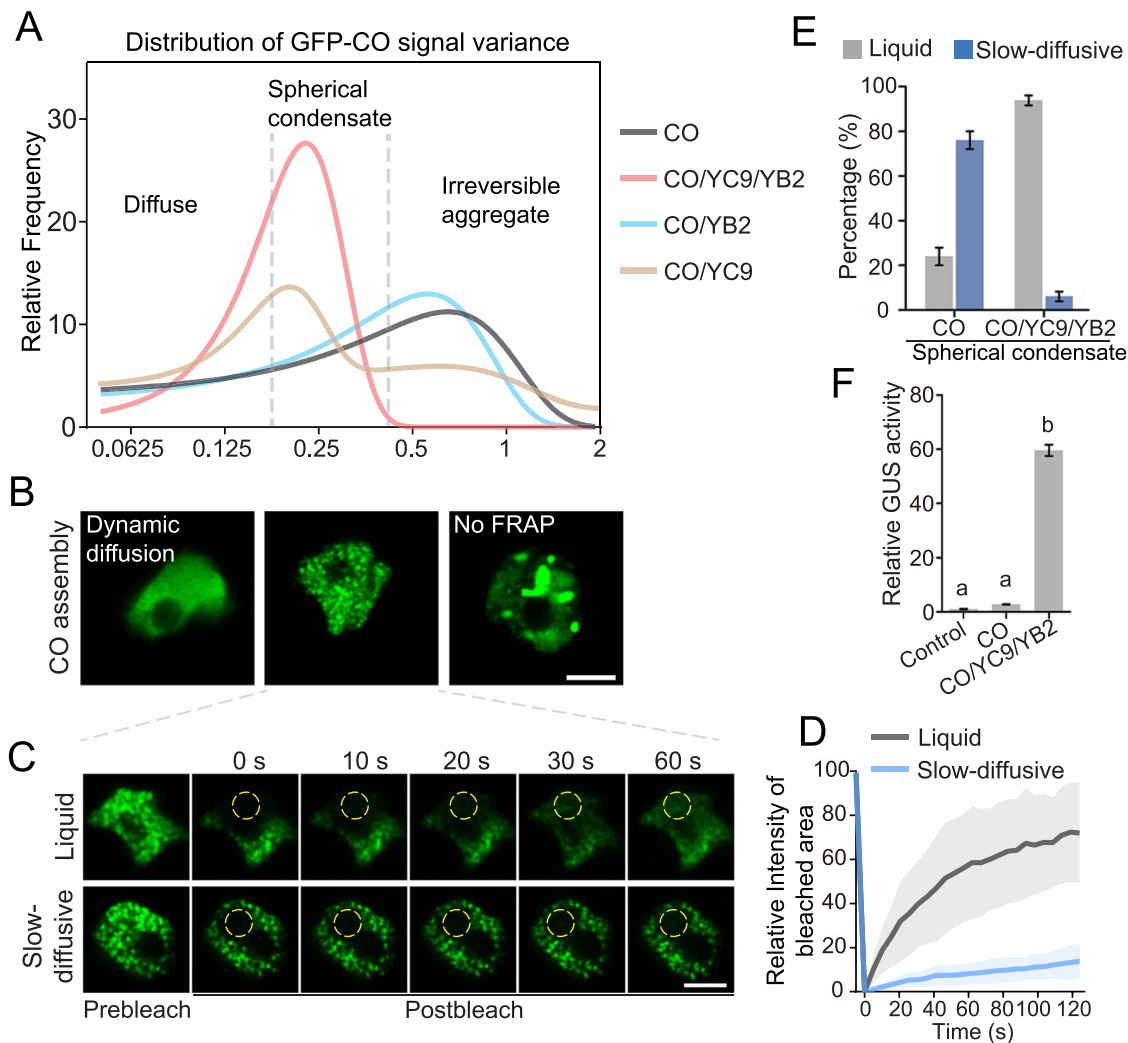 A
Distribution of GFP-CO signal variance
Relative Frequency
30
20
10
0
0.0625
0.125
0.25
0.5
1
2
Diffuse
Spherical
condensate
Irreversible
aggregate
CO
CO/YC9/YB2
CO/YB2
CO/YC9
B
CO assembly
Dynamic
diffusion
No FRAP
C
0 s
10 s
20 s
30 s
60 s
Liquid
Slow-
diffusive
Prebleach
Postbleach
E
Liquid
Slow-diffusive
Percentage (%)
100
80
60
40
20
0
CO
CO/YC9/YB2
Spherical condensate
F
Relative GUS activity
80
60
40
20
0
a
a
b
Control
CO
CO/YC9/YB2
D
Liquid
Slow-diffusive
Relative Intensity of
bleached area
100
80
60
40
20
0
0
20
40
60
80
100
120
Time (s)